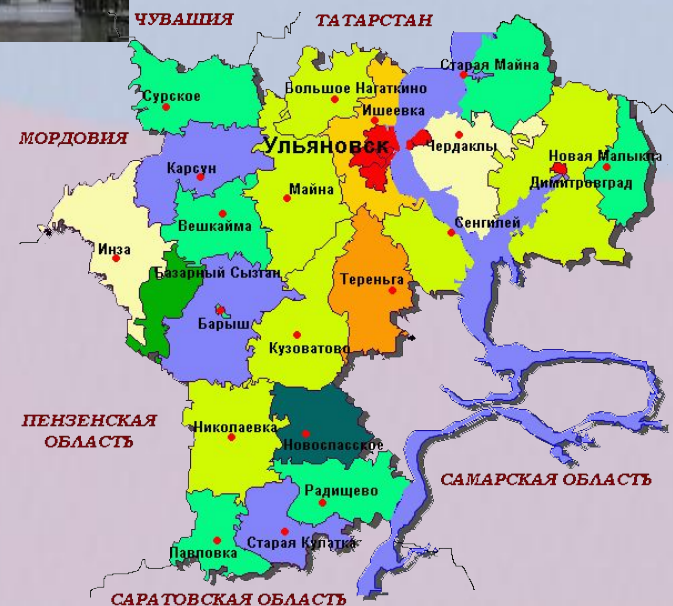 ЧУВАШИЯ
ТАТАРСТАН
Старая Майна
Большое Нагаткино
Сурское
Ишеевка
МОРДОВИЯ
Ульяновск
Чердаклы
Новая Малыкла
Карсун
Димитровград
Майна
Вешкайма
Сенгилей
Инза
Базарный Сызган
Тереньга
Барыш
Кузоватово
ПЕНЗЕНСКАЯ
ОБЛАСТЬ
Николаевка
Новоспасское
САМАРСКАЯ ОБЛАСТЬ
Радищево
Старая Кулатка
Павловка
САРАТОВСКАЯ ОБЛАСТЬ